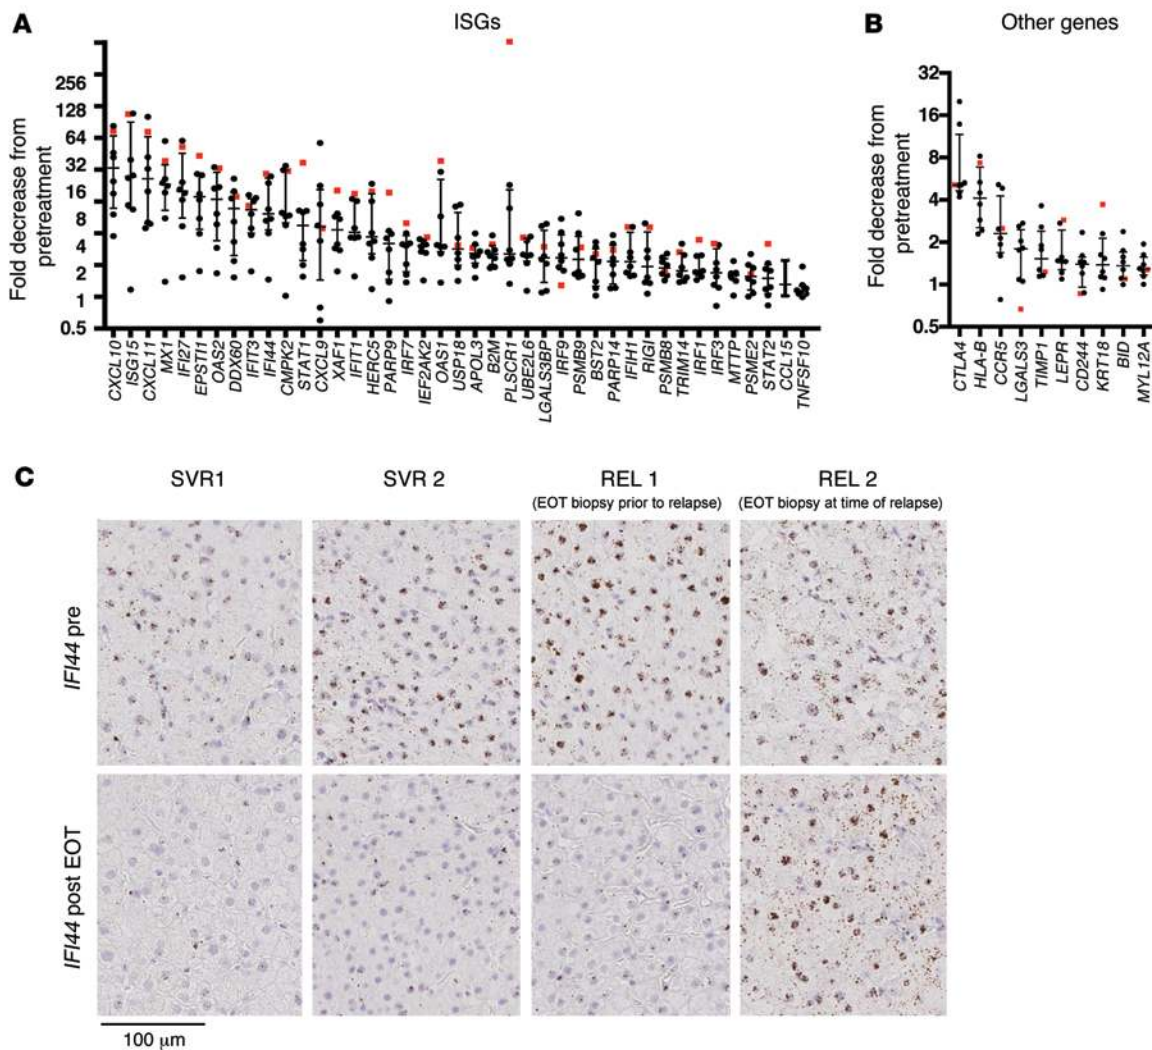 A
ISGs
Fold decrease from
pretreatment
256
128
64
32
16
8
4
2
1
0.5
CXCL10
ISG15
CXCL11
MX1
IFI27
EPSTI1
OAS2
DDX60
IFIT3
IFI44
CMPK2
STAT1
CXCL9
XAF1
IFIT1
HERC5
PARP9
IRF7
IEF2AK2
OAS1
USP18
APOL3
B2M
PLSCR1
UBE2L6
LGALS3BP
IRF9
PSMB9
BST2
PARP14
IFIH1
RIGI
PSMB8
TRIM14
IRF1
IRF3
MTTP
PSME2
STAT2
CCL15
TNFSF10
B
Other genes
Fold decrease from
pretreatment
32
16
8
4
2
1
0.5
CTLA4
HLA-B
CCR5
LGALS3
TIMP1
LEPR
CD244
KRT18
BID
MYL12A
C
SVR1
SVR 2
REL 1
(EOT biopsy prior to relapse)
REL 2
(EOT biopsy at time of relapse)
IFI44 pre
IFI44 post EOT
100 μm